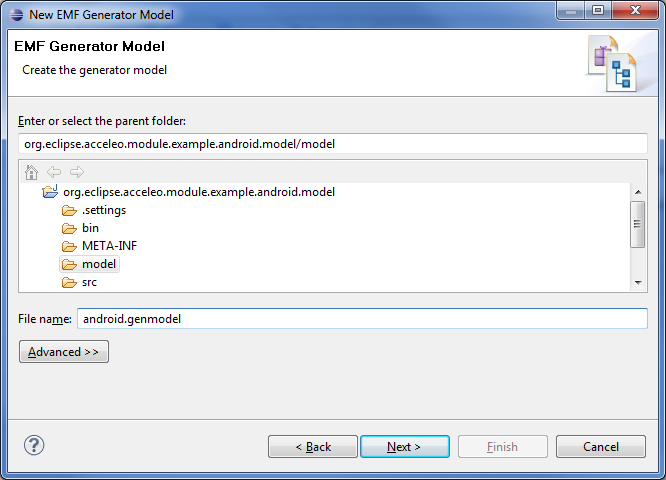 New EMF Generator Model
EMF Generator Model
Create the generator model
Enter or select the parent folder:
org.eclipse.acceleo.module.example.android.model/model
org.eclipse.acceleo.module.example.android.model
.settings
bin
META-INF
model
src
File name: android.genmodel
Advanced >>
< Back Next > Finish Cancel